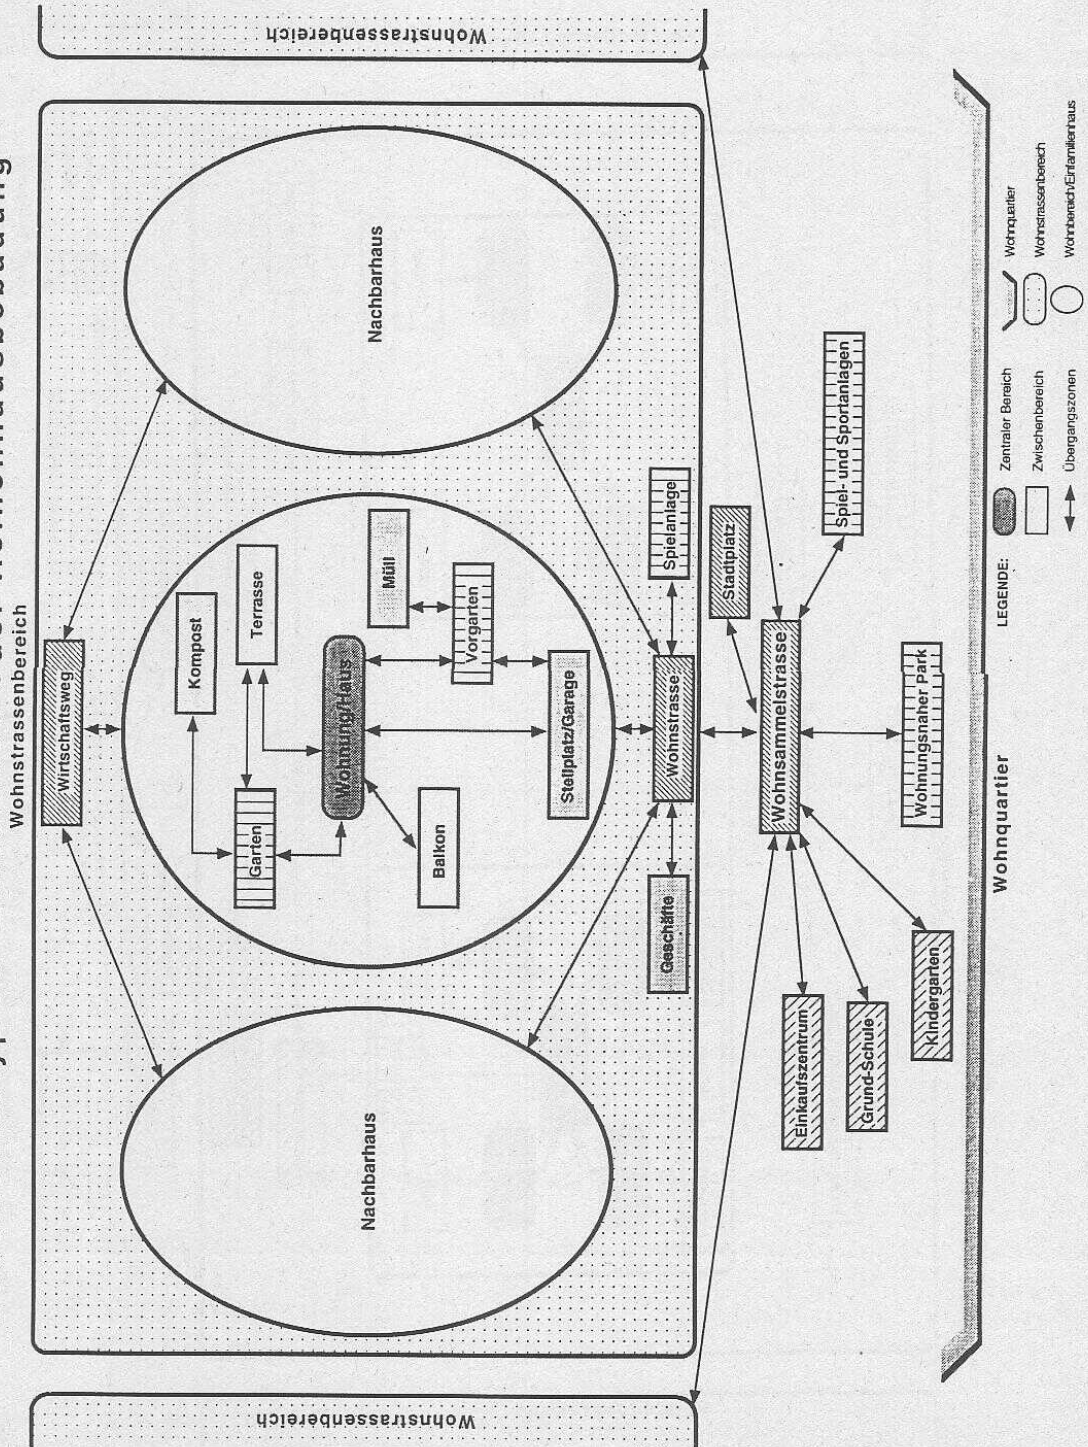 Wohnstrassenbereich
Wohnstrassenbereich
Wohnstrassenbereich
Wirtschaftsweg
Nachbarhaus
Nachbarhaus
Kompost
Terrasse
Garten
Wohnung/Haus
Müll
Balkon
Vorgarten
Stellplatz/Garage
Geschäfte
Wohnstrasse
Spielanlage
Stadtplatz
Wohnsammelstrasse
Einkaufszentrum
Grund-Schule
Kindergarten
Wohnungsnaher Park
Spiel- und Sportanlagen
Wohnquartier
LEGENDE:
Zentraler Bereich
Zwischenbereich
Übergangszonen
Wohnquartier
Wohnstrassenbereich
Wohnbereich/Einfamilienhaus